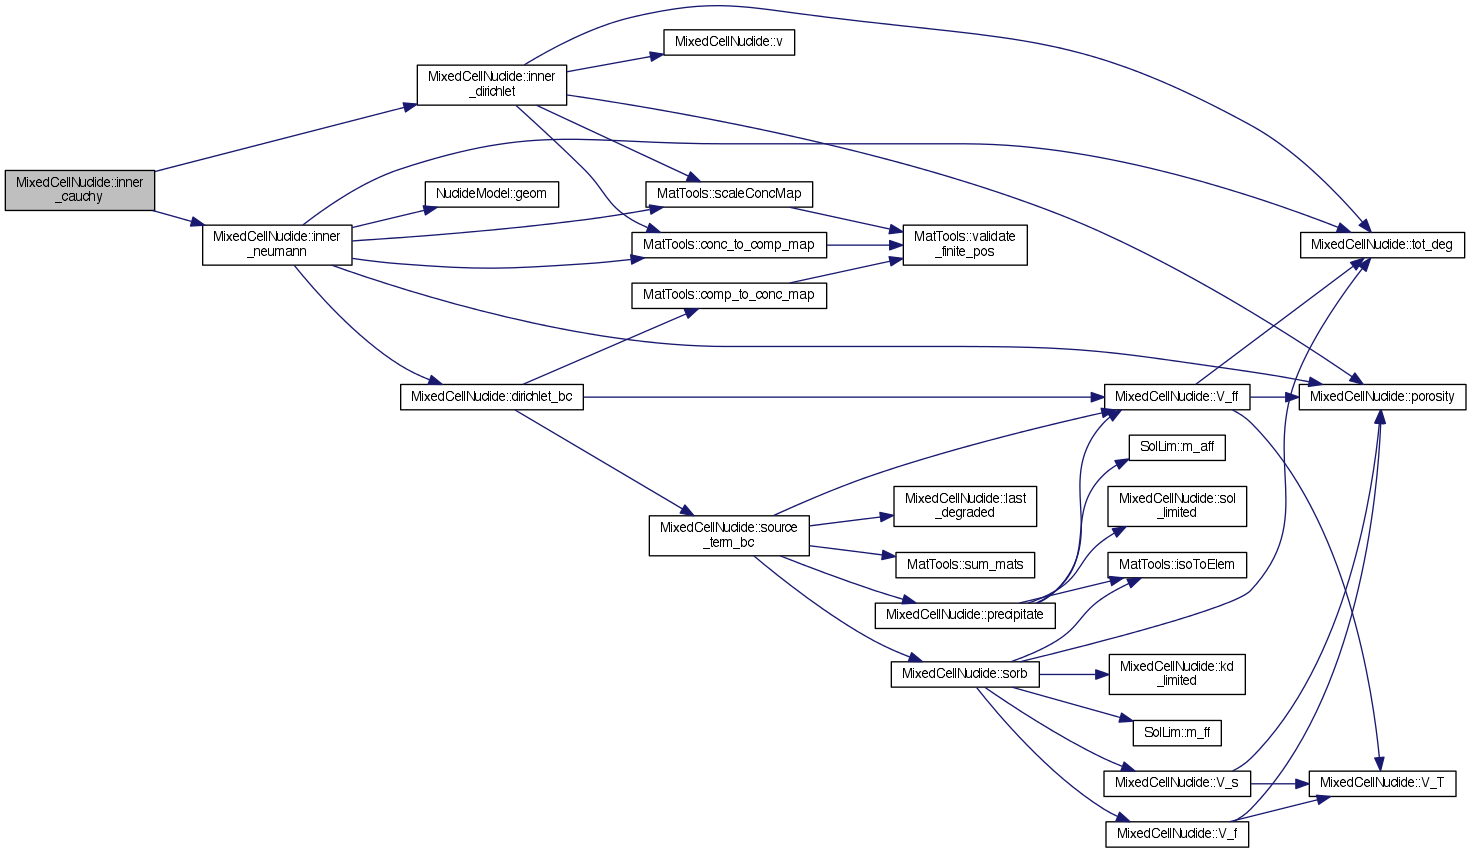 MixedCellNuclide::v
MixedCellNuclide::inner
_dirichlet
MixedCellNuclide::inner
_cauchy
NuclideModel::geom
MatTools::scaleConcMap
MixedCellNuclide::inner
_neumann
MatTools::conc_to_comp_map
MatTools::validate
_finite_pos
MixedCellNuclide::tot_deg
MatTools::comp_to_conc_map
MixedCellNuclide::dirichlet_bc
MixedCellNuclide::V_ff
MixedCellNuclide::porosity
SolLim::m_aff
MixedCellNuclide::last
_degraded
MixedCellNuclide::sol
_limited
MixedCellNuclide::source
_term_bc
MatTools::sum_mats
MatTools::isoToElem
MixedCellNuclide::precipitate
MixedCellNuclide::sorb
MixedCellNuclide::kd
_limited
SolLim::m_ff
MixedCellNuclide::V_s
MixedCellNuclide::V_T
MixedCellNuclide::V_f